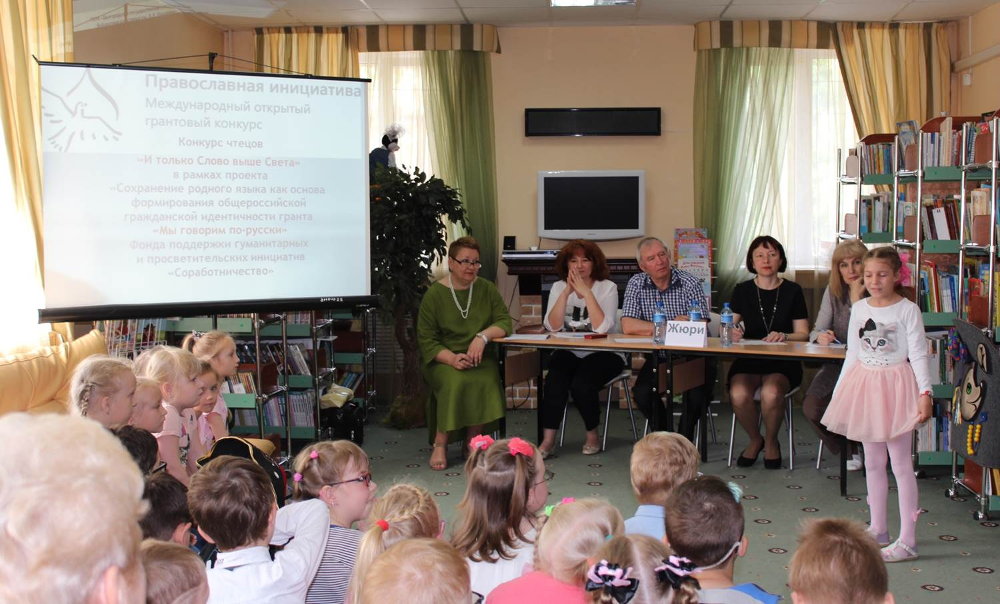 Православная инициатива
Международный открытый
грантовый конкурс
Конкурс чтецов
«И только Слово выше Света»
в рамках проекта
«Сохранение родного языка как основа
формирования общероссийской
гражданской идентичности гранта
«Мы говорим по-русски»
Фонда поддержки гуманитарных
и просветительских инициатив
«Соработничество»
Жюри